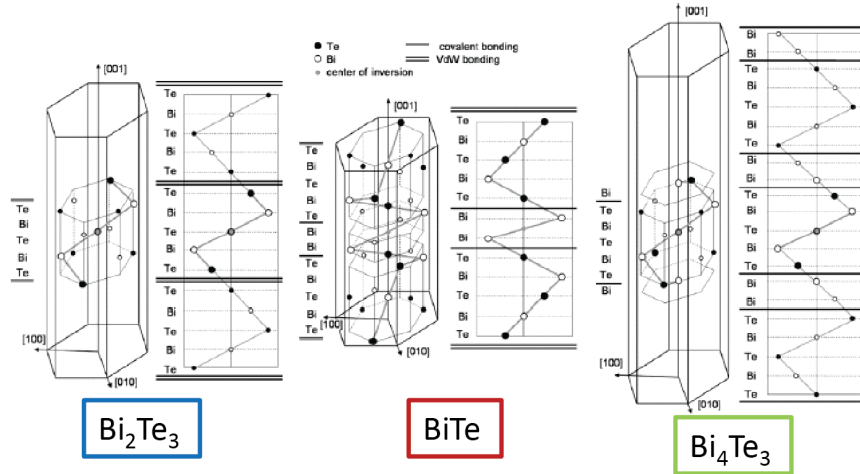 [001]
Te
Bi
Te
Bi
Te
Te
Bi
Te
Bi
Te
Te
Bi
Te
Bi
Te
Te
Bi
Te
Bi
Te
[100]
[010]
Bi₂Te₃
Te
Bi
center of inversion
covalent bonding
VdW bonding
[001]
Te
Bi
Te
Bi
Te
Bi
Bi
Te
Bi
Te
Bi
Te
Te
Bi
Te
Bi
Te
Bi
Bi
Te
Bi
Te
Bi
Te
[100]
[010]
BiTe
[001]
Bi
Te
Bi
Te
Bi
Te
Bi
Bi
Bi
Te
Bi
Te
Bi
Te
Bi
Bi
Te
Bi
Te
Bi
Te
Bi
Bi
Te
Bi
Te
Bi
Te
[100]
[010]
Bi₄Te₃